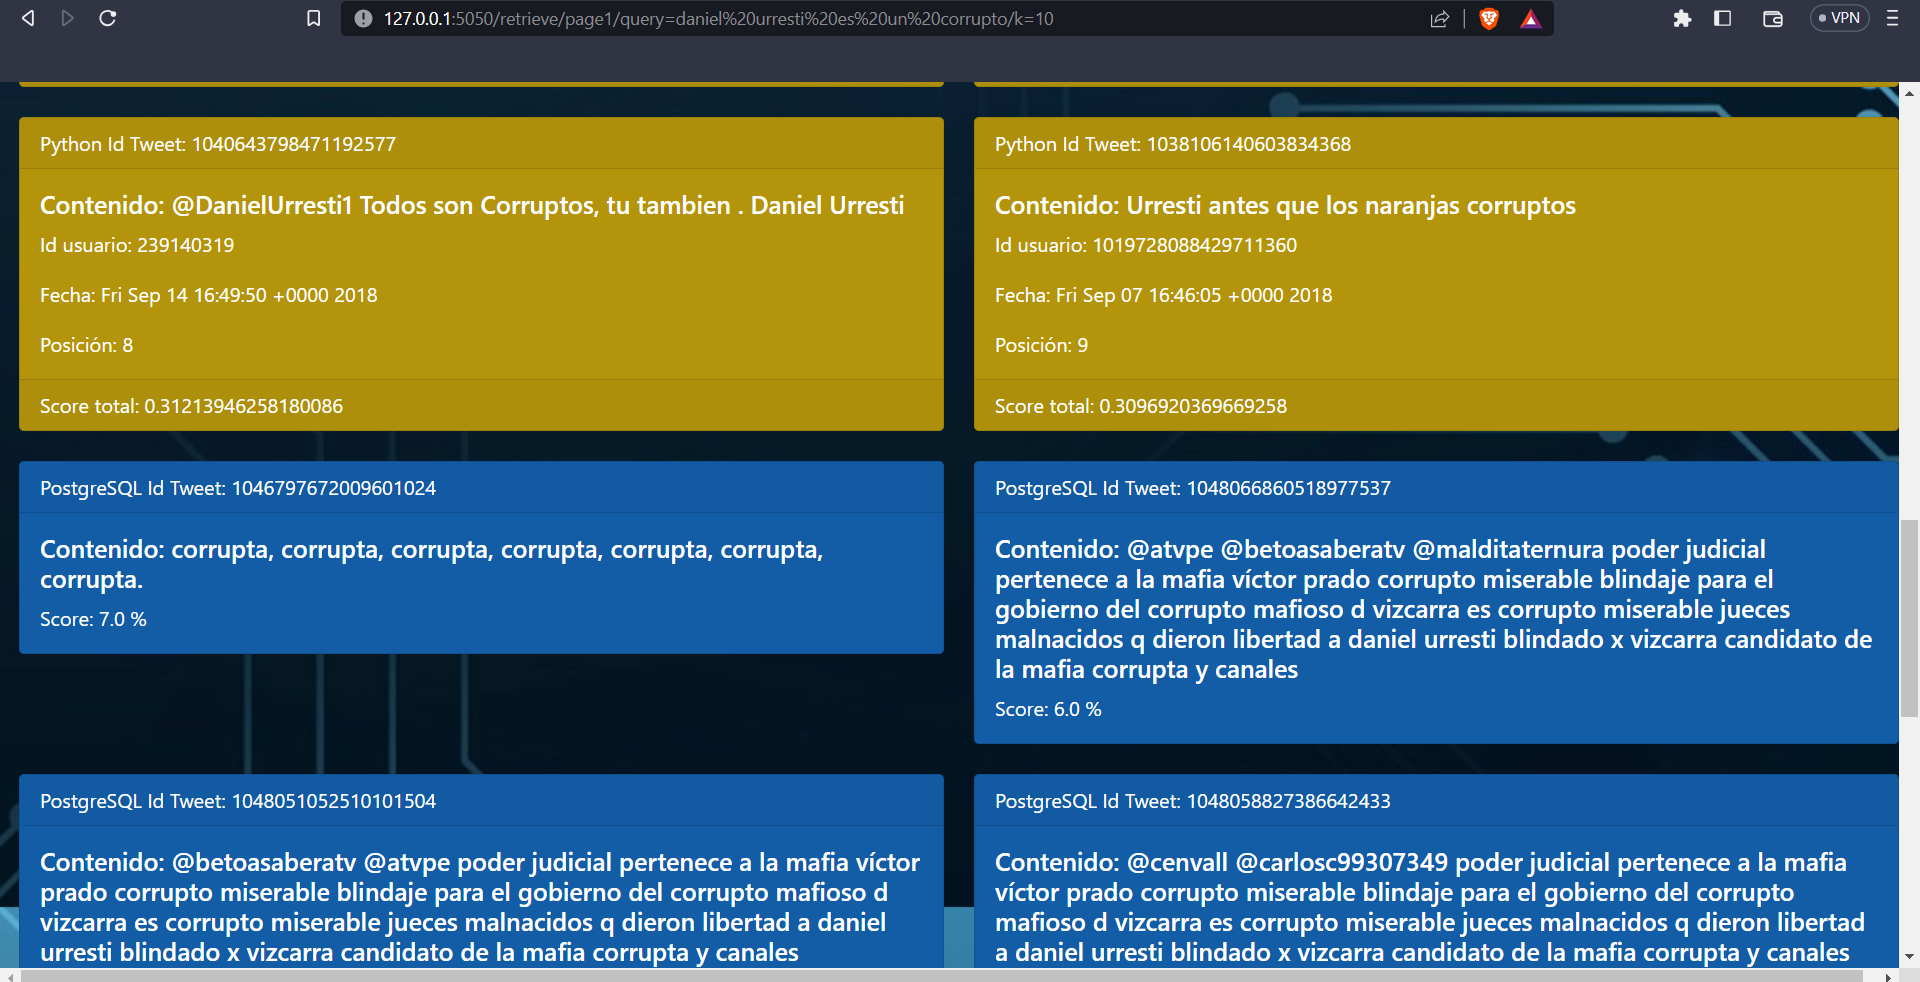 127.0.0.1:5050/retrieve/page1/query=daniel%20urresti%20es%20un%20corrupto/k=10
VPN
Python Id Tweet: 1040643798471192577
Contenido: @DanielUrresti1 Todos son Corruptos, tu tambien . Daniel Urresti
Id usuario: 239140319
Fecha: Fri Sep 14 16:49:50 +0000 2018
Posición: 8
Score total: 0.31213946258180086
Python Id Tweet: 1038106140603834368
Contenido: Urresti antes que los naranjas corruptos
Id usuario: 1019728088429711360
Fecha: Fri Sep 07 16:46:05 +0000 2018
Posición: 9
Score total: 0.3096920369669258
PostgreSQL Id Tweet: 1046797672009601024
Contenido: corrupta, corrupta, corrupta, corrupta, corrupta, corrupta,
corrupta.
Score: 7.0 %
PostgreSQL Id Tweet: 1048066860518977537
Contenido: @atvpe @betoasaberatv @malditaternura poder judicial
pertenece a la mafia víctor prado corrupto miserable blindaje para el
gobierno del corrupto mafioso d vizcarra es corrupto miserable jueces
malnacidos q dieron libertad a daniel urresti blindado x vizcarra candidato de
la mafia corrupta y canales
Score: 6.0 %
PostgreSQL Id Tweet: 1048051052510101504
Contenido: @betoasaberatv @atvpe poder judicial pertenece a la mafia víctor
prado corrupto miserable blindaje para el gobierno del corrupto mafioso d
vizcarra es corrupto miserable jueces malnacidos q dieron libertad a daniel
urresti blindado x vizcarra candidato de la mafia corrupta y canales
PostgreSQL Id Tweet: 1048058827386642433
Contenido: @cenvall @carlosc99307349 poder judicial pertenece a la mafia
víctor prado corrupto miserable blindaje para el gobierno del corrupto
mafioso d vizcarra es corrupto miserable jueces malnacidos q dieron libertad
a daniel urresti blindado x vizcarra candidato de la mafia corrupta y canales